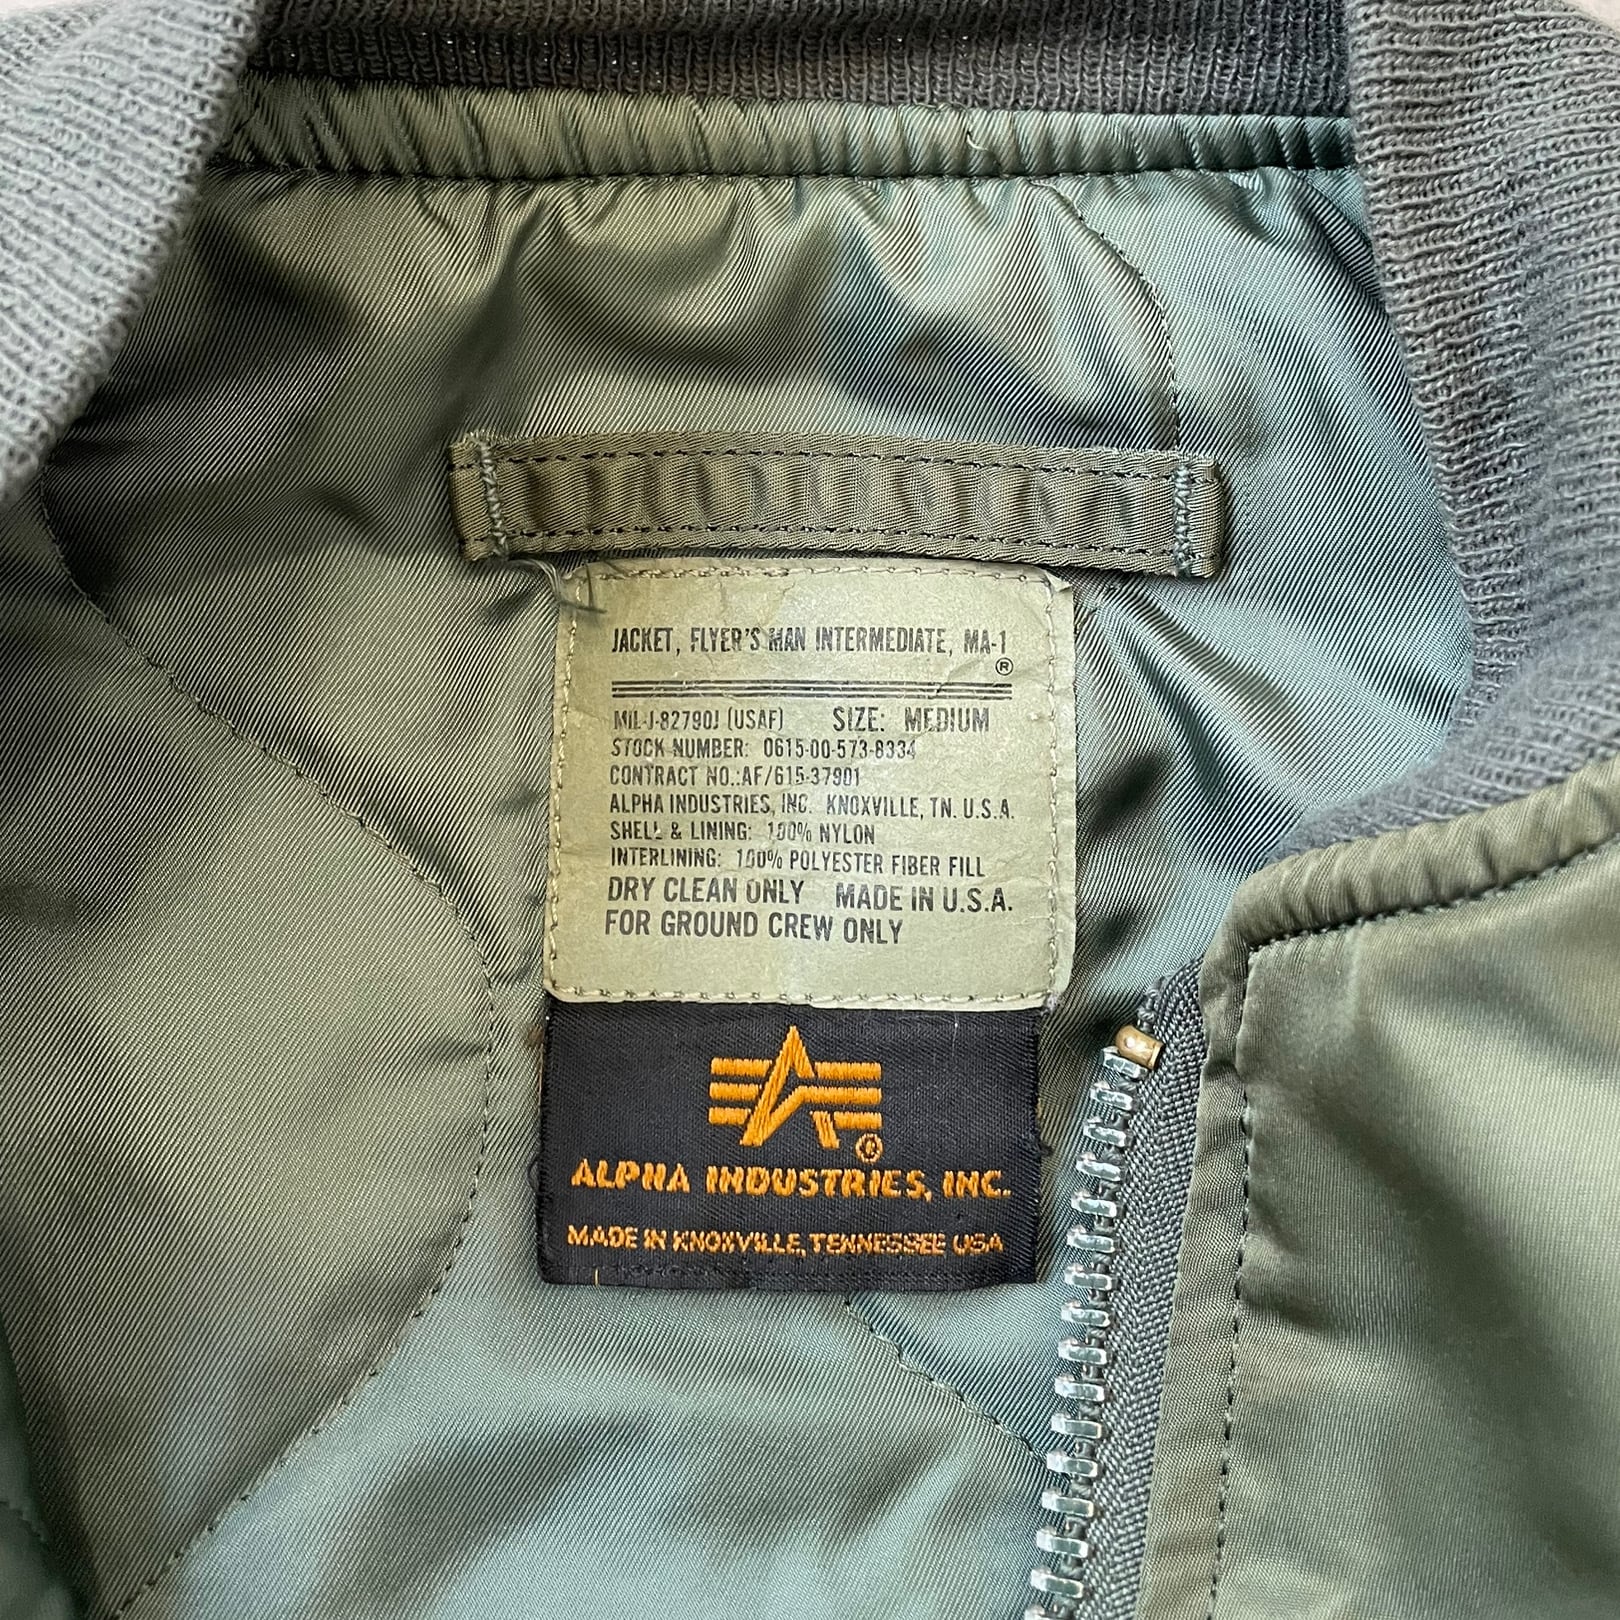 JACKET, FLYER'S MAN INTERMEDIATE, MA-1
®
MIL-J-82790J (USAF) SIZE: MEDIUM
STOCK NUMBER: 0615-00-573-8334
CONTRACT NO.:AF/615-37901
ALPHA INDUSTRIES, INC. KNOXVILLE, TN. U.S.A.
SHELL & LINING: 100% NYLON
INTERLINING: 100% POLYESTER FIBER FILL
DRY CLEAN ONLY MADE IN U.S.A.
FOR GROUND CREW ONLY
®
ALPHA INDUSTRIES, INC.
MADE IN KNOXVILLE, TENNESSEE USA